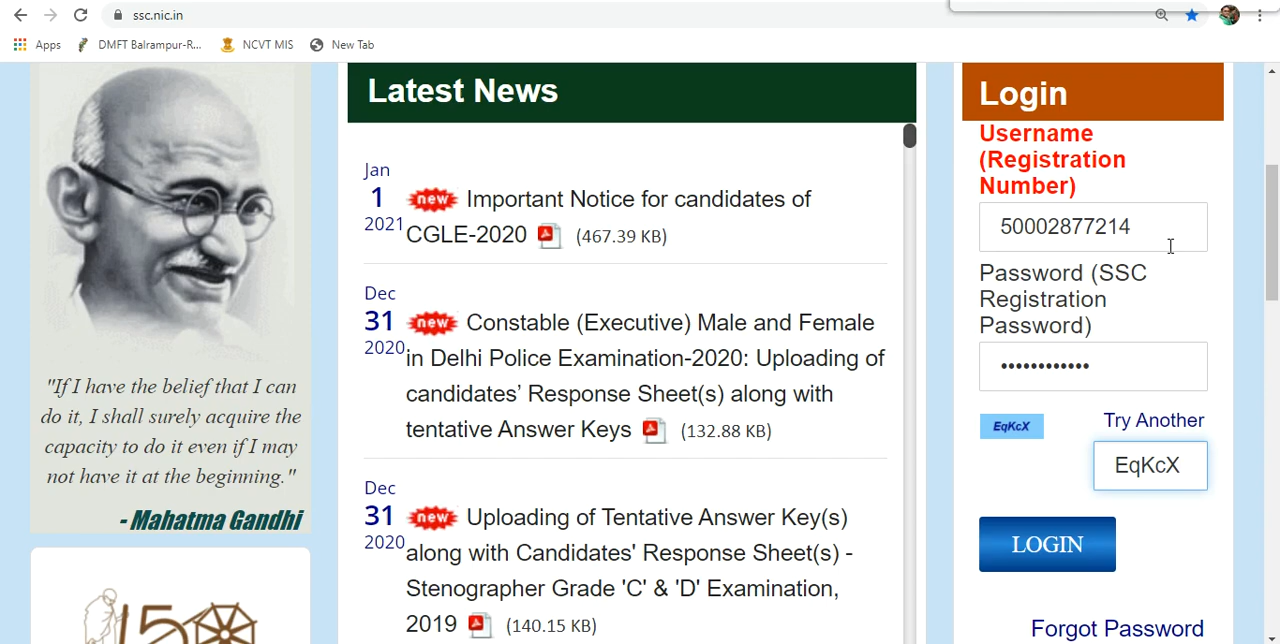 ssc.nic.in
Apps DMFT Balrampur-R... NCVT MIS New Tab
"If I have the belief that I can
do it, I shall surely acquire the
capacity to do it even if I may
not have it at the beginning."
- Mahatma Gandhi
150
Latest News
Jan
1
2021
new Important Notice for candidates of
CGLE-2020 (467.39 KB)
Dec
31
2020
new Constable (Executive) Male and Female
in Delhi Police Examination-2020: Uploading of
candidates’ Response Sheet(s) along with
tentative Answer Keys (132.88 KB)
Dec
31
2020
new Uploading of Tentative Answer Key(s)
along with Candidates' Response Sheet(s) -
Stenographer Grade 'C' & 'D' Examination,
2019 (140.15 KB)
Login
Username
(Registration
Number)
50002877214
Password (SSC
Registration
Password)
••••••••••••
EqKcX Try Another
EqKcX
LOGIN
Forgot Password